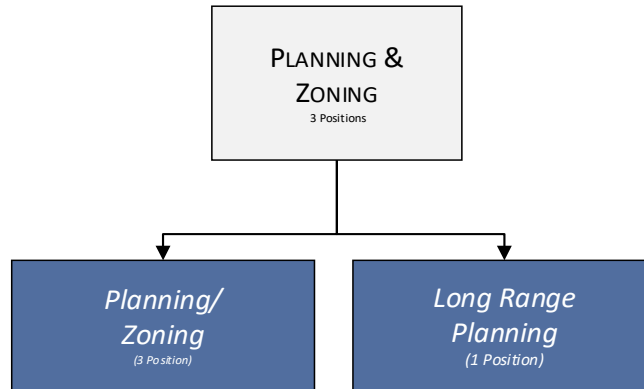 PLANNING &
ZONING
3 Positions
Planning/
Zoning
(3 Position)
Long Range
Planning
(1 Position)